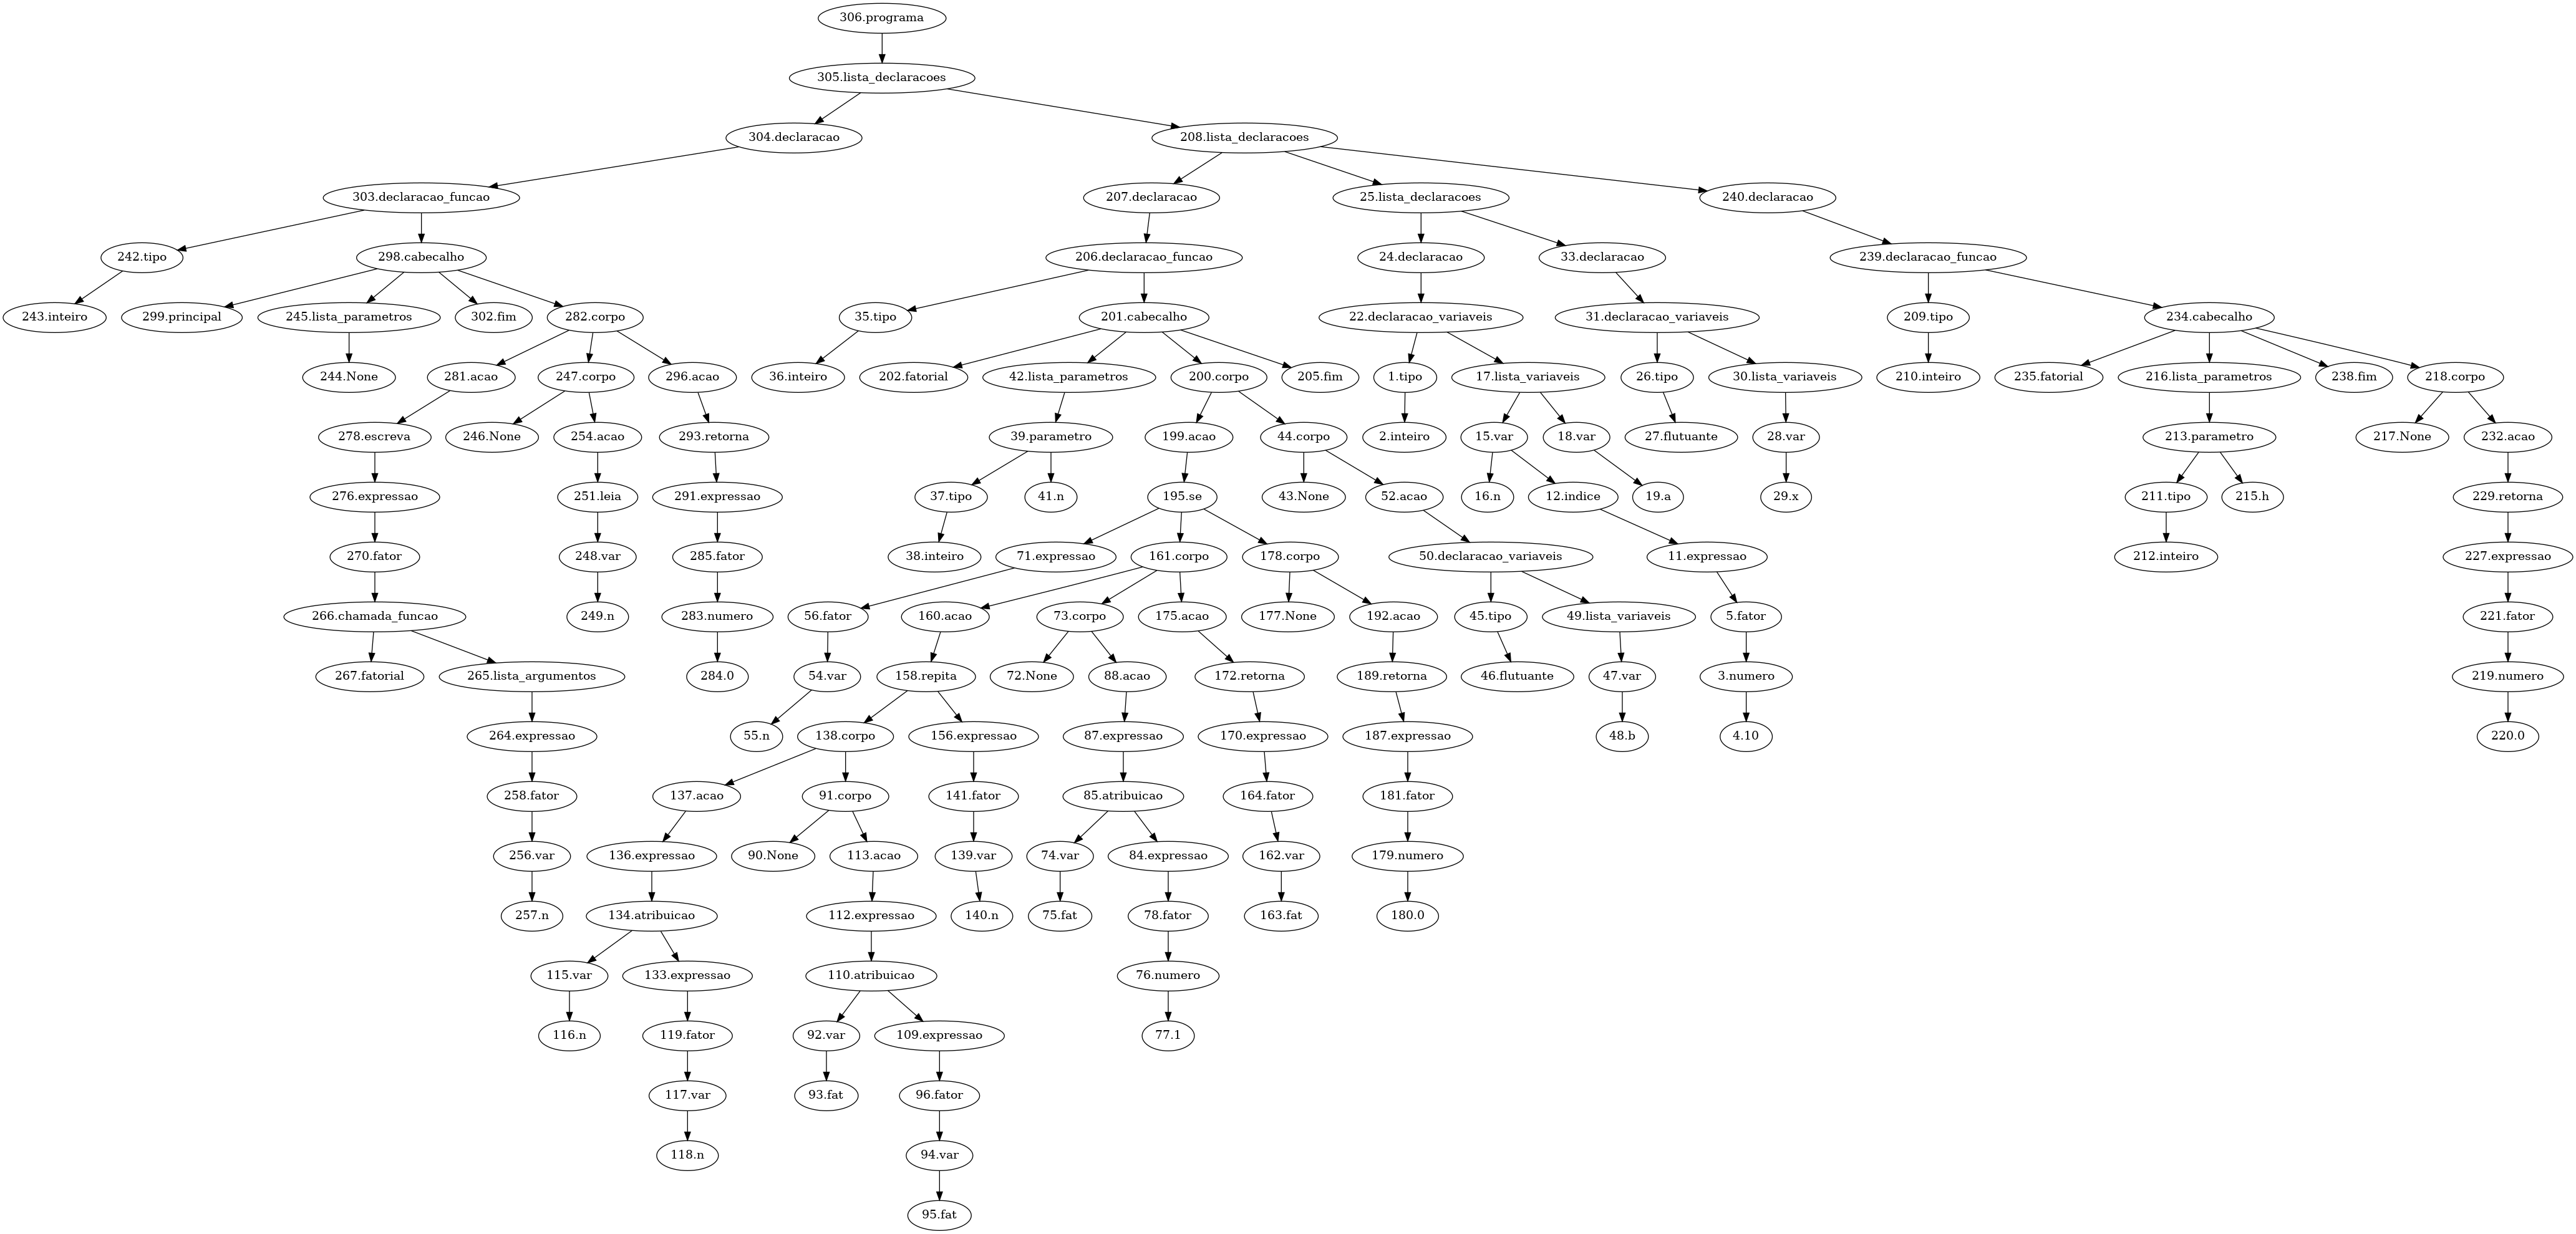 306.programa
305.lista_declaracoes
304.declaracao
208.lista_declaracoes
303.declaracao_funcao
207.declaracao
25.lista_declaracoes
240.declaracao
242.tipo
298.cabecalho
206.declaracao_funcao
24.declaracao
33.declaracao
239.declaracao_funcao
243.inteiro
299.principal
245.lista_parametros
302.fim
282.corpo
35.tipo
201.cabecalho
22.declaracao_variaveis
31.declaracao_variaveis
209.tipo
234.cabecalho
244.None
281.acao
247.corpo
296.acao
36.inteiro
202.fatorial
42.lista_parametros
200.corpo
205.fim
1.tipo
17.lista_variaveis
26.tipo
30.lista_variaveis
210.inteiro
235.fatorial
216.lista_parametros
238.fim
218.corpo
278.escreva
246.None
254.acao
293.retorna
39.parametro
199.acao
44.corpo
2.inteiro
15.var
18.var
27.flutuante
28.var
213.parametro
217.None
232.acao
276.expressao
251.leia
291.expressao
37.tipo
41.n
195.se
43.None
52.acao
16.n
12.indice
19.a
29.x
211.tipo
215.h
229.retorna
270.fator
248.var
285.fator
38.inteiro
71.expressao
161.corpo
178.corpo
50.declaracao_variaveis
11.expressao
212.inteiro
227.expressao
266.chamada_funcao
249.n
283.numero
56.fator
160.acao
73.corpo
175.acao
177.None
192.acao
45.tipo
49.lista_variaveis
5.fator
221.fator
267.fatorial
265.lista_argumentos
284.0
54.var
158.repita
72.None
88.acao
172.retorna
189.retorna
46.flutuante
47.var
3.numero
219.numero
264.expressao
55.n
138.corpo
156.expressao
87.expressao
170.expressao
187.expressao
48.b
4.10
220.0
258.fator
137.acao
91.corpo
141.fator
85.atribuicao
164.fator
181.fator
256.var
136.expressao
90.None
113.acao
139.var
74.var
84.expressao
162.var
179.numero
257.n
134.atribuicao
112.expressao
140.n
75.fat
78.fator
163.fat
180.0
115.var
133.expressao
110.atribuicao
76.numero
116.n
119.fator
92.var
109.expressao
77.1
117.var
93.fat
96.fator
118.n
94.var
95.fat